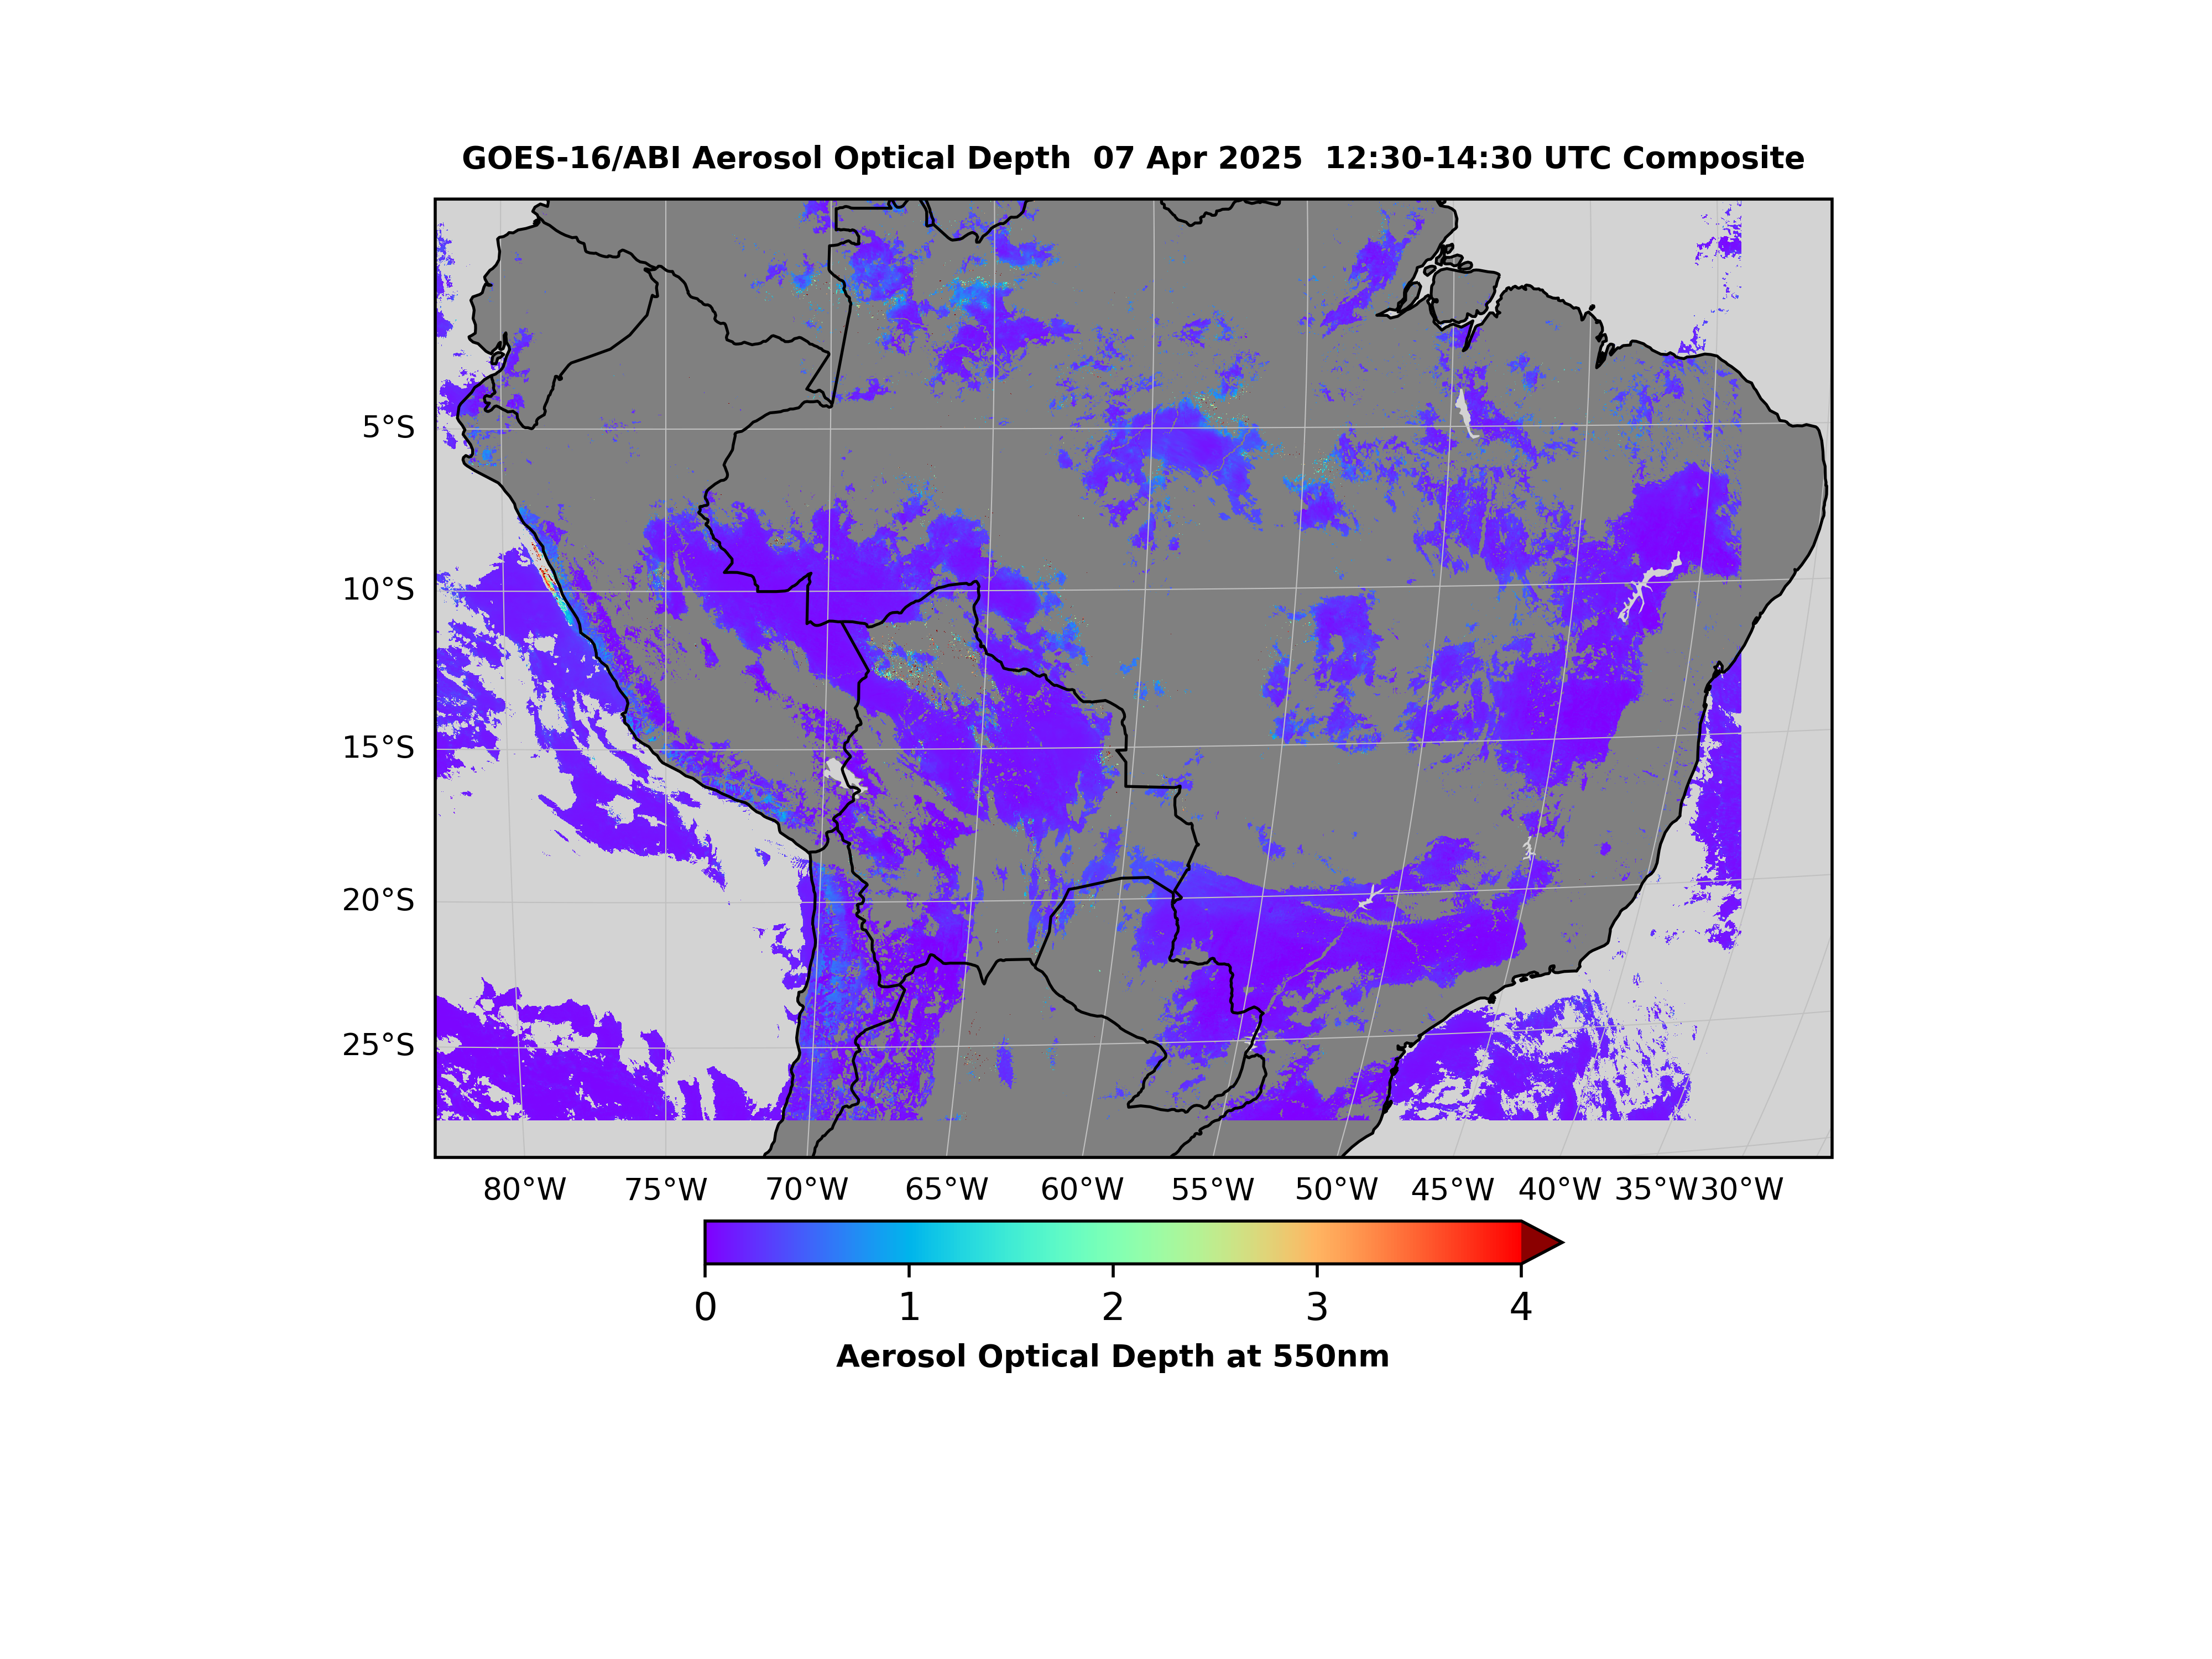 GOES-16/ABI Aerosol Optical Depth  07 Apr 2025  12:30-14:30 UTC Composite
5°S
10°S
15°S
20°S
25°S
80°W 75°W 70°W 65°W 60°W 55°W 50°W 45°W 40°W 35°W 30°W
0 1 2 3 4
Aerosol Optical Depth at 550nm